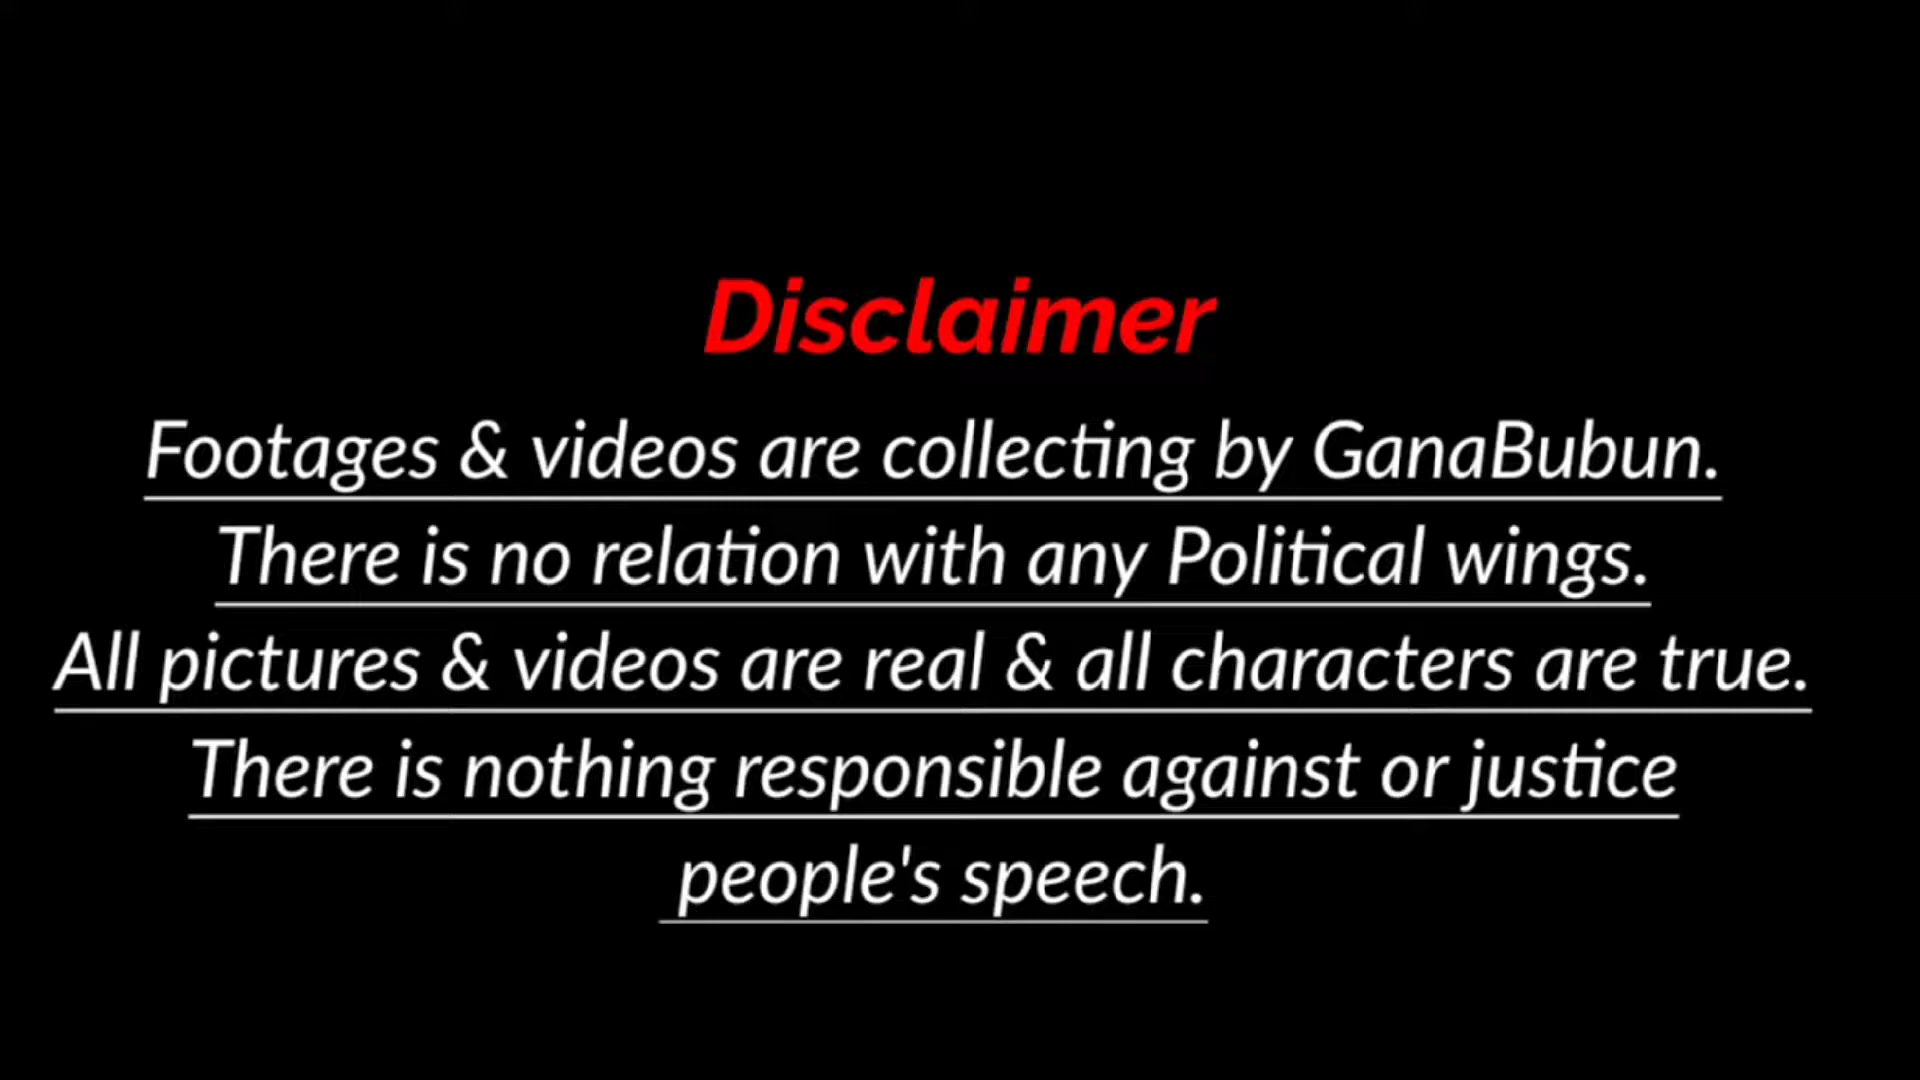 Disclaimer
Footages & videos are collecting by GanaBubun.
There is no relation with any Political wings.
All pictures & videos are real & all characters are true.
There is nothing responsible against or justice
people's speech.